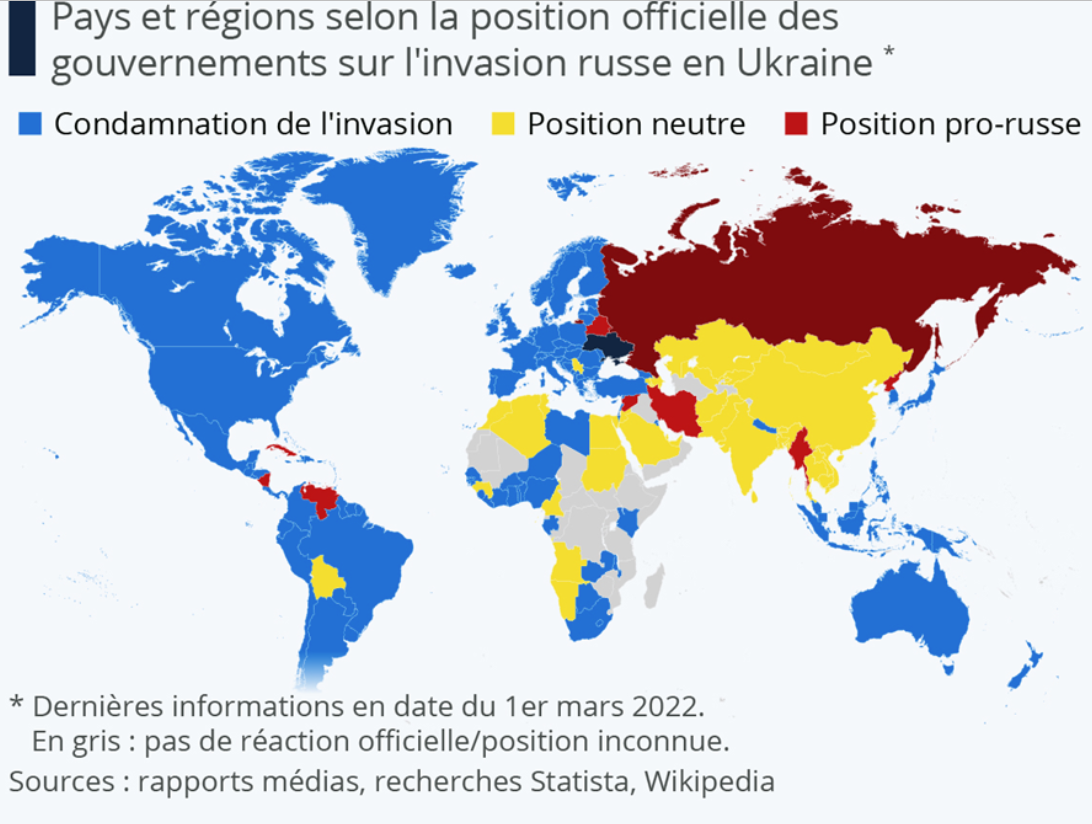 Pays et régions selon la position officielle des
gouvernements sur l'invasion russe en Ukraine *
Condamnation de l'invasion Position neutre Position pro-russe
* Dernières informations en date du 1er mars 2022.
En gris : pas de réaction officielle/position inconnue.
Sources : rapports médias, recherches Statista, Wikipedia